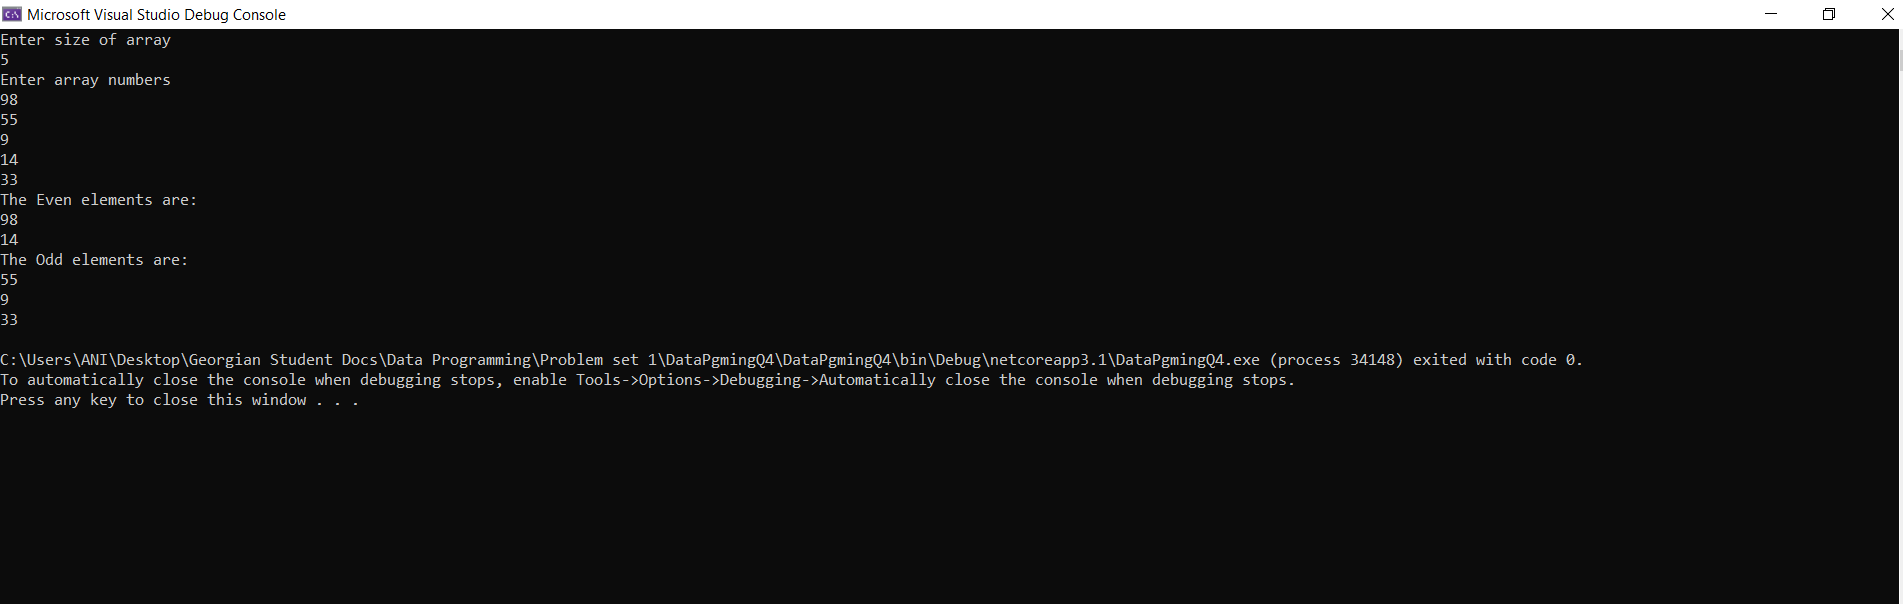 Microsoft Visual Studio Debug Console
Enter size of array
5
Enter array numbers
98
55
9
14
33
The Even elements are:
98
14
The Odd elements are:
55
9
33
C:\Users\ANI\Desktop\Georgian Student Docs\Data Programming\Problem set 1\DataPgmingQ4\DataPgmingQ4\bin\Debug\netcoreapp3.1\DataPgmingQ4.exe (process 34148) exited with code 0.
To automatically close the console when debugging stops, enable Tools->Options->Debugging->Automatically close the console when debugging stops.
Press any key to close this window . . .